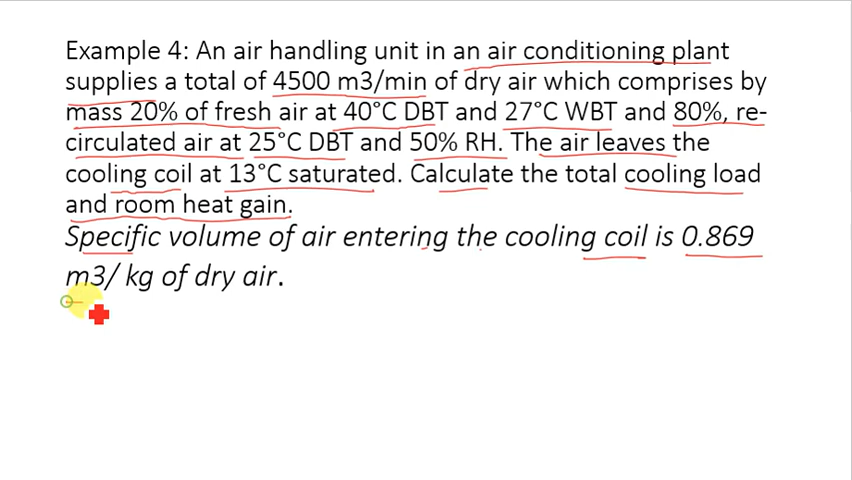 Example 4: An air handling unit in an air conditioning plant
supplies a total of 4500 m3/min of dry air which comprises by
mass 20% of fresh air at 40°C DBT and 27°C WBT and 80%, re-
circulated air at 25°C DBT and 50% RH. The air leaves the
cooling coil at 13°C saturated. Calculate the total cooling load
and room heat gain.
Specific volume of air entering the cooling coil is 0.869
m3/ kg of dry air.